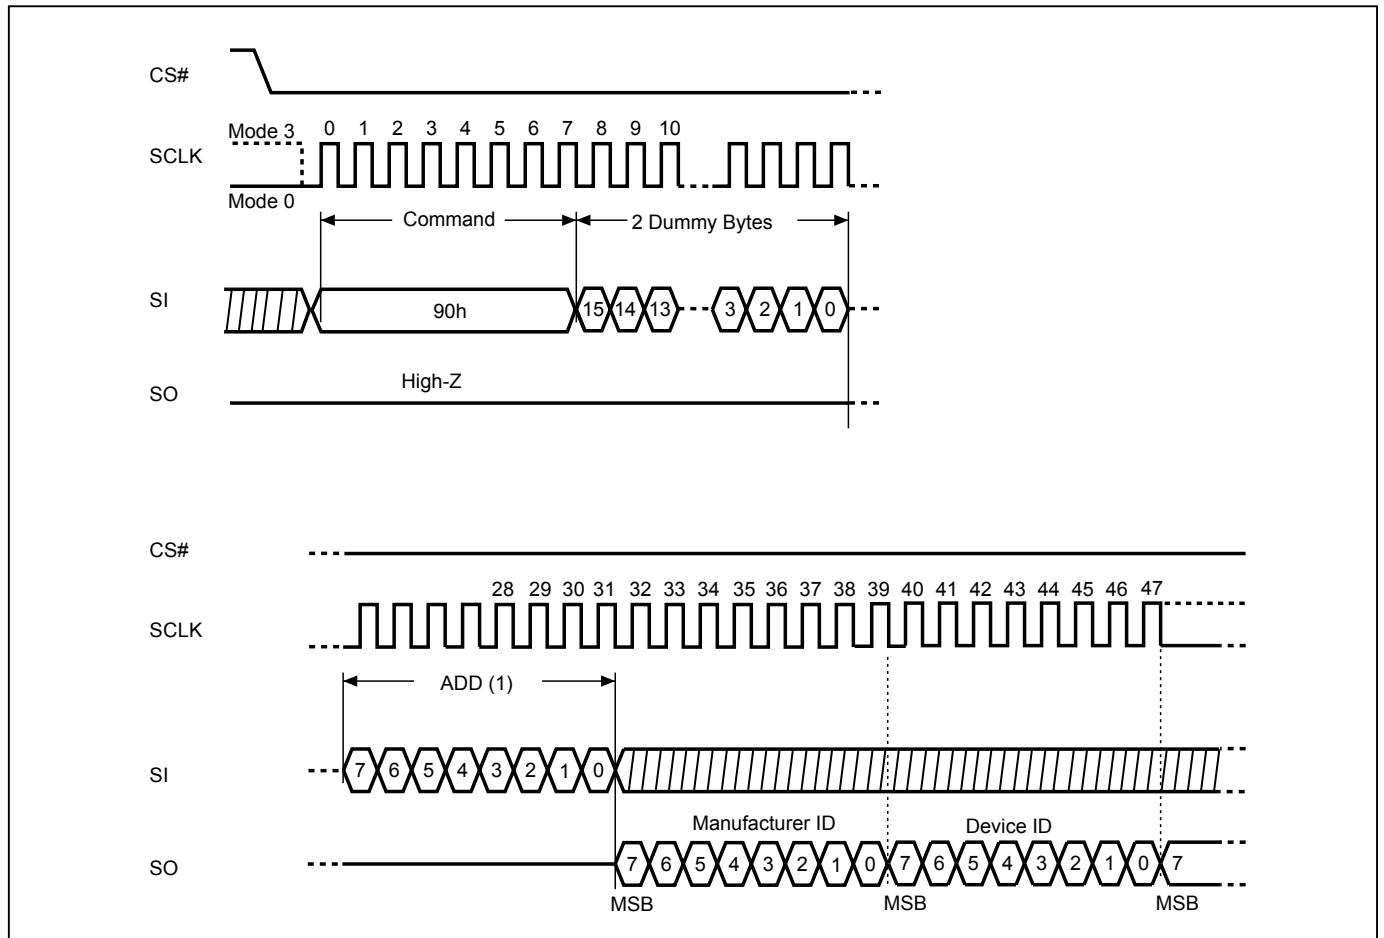 CS#
Mode 3 0 1 2 3 4 5 6 7 8 9 10
SCLK
Mode 0
Command 2 Dummy Bytes
SI 90h 15 14 13 3 2 1 0
High-Z
SO
CS#
28 29 30 31 32 33 34 35 36 37 38 39 40 41 42 43 44 45 46 47
SCLK
ADD (1)
SI 7 6 5 4 3 2 1 0
Manufacturer ID Device ID
SO 7 6 5 4 3 2 1 0 7 6 5 4 3 2 1 0 7
MSB MSB MSB